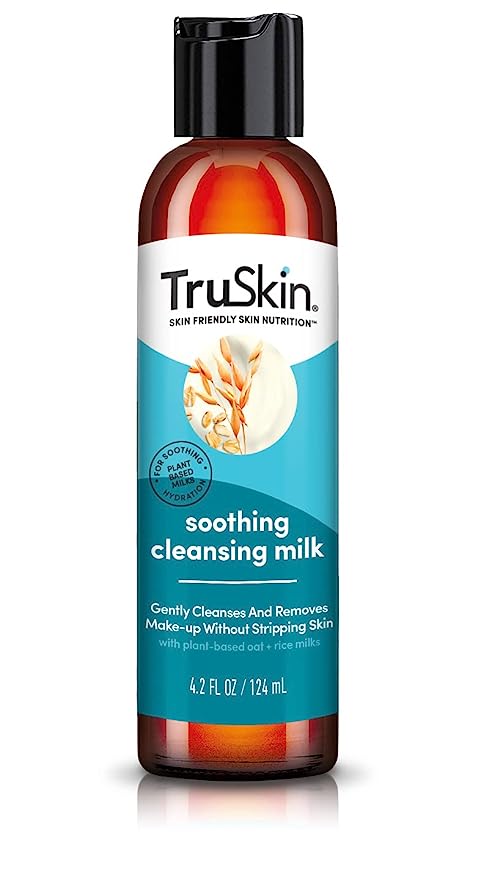 TruSkin®
SKIN FRIENDLY SKIN NUTRITION™
FOR SOOTHING
PLANT
BASED
MILKS
HYDRATION
soothing
cleansing milk
Gently Cleanses And Removes
Make-up Without Stripping Skin
with plant-based oat + rice milks
4.2 FL OZ / 124 mL